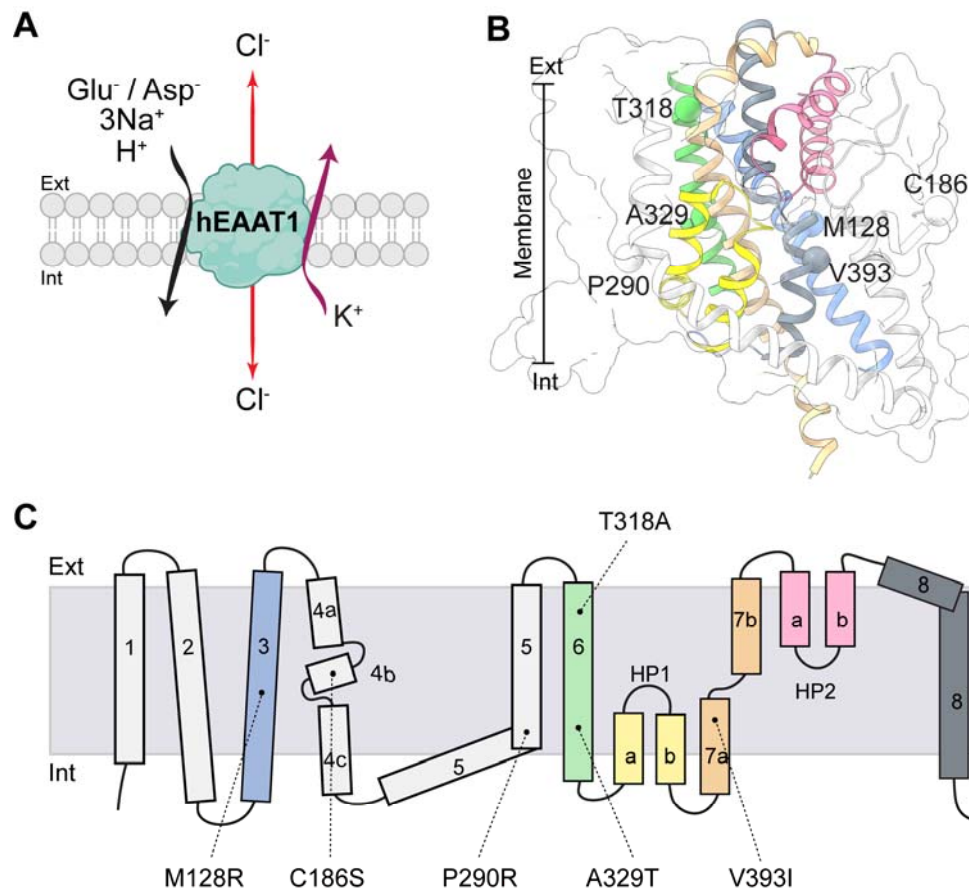 A
Cl-
Glu- / Asp-
3Na+
H+
Ext
hEAAT1
Int
K+
Cl-
B
Ext
Membrane
Int
T318
C186
A329
M128
V393
P290
C
T318A
Ext
1
2
3
4a
4b
4c
5
5
6
HP1
a
b
7b
7a
a
b
HP2
8
8
Int
M128R
C186S
P290R
A329T
V393I